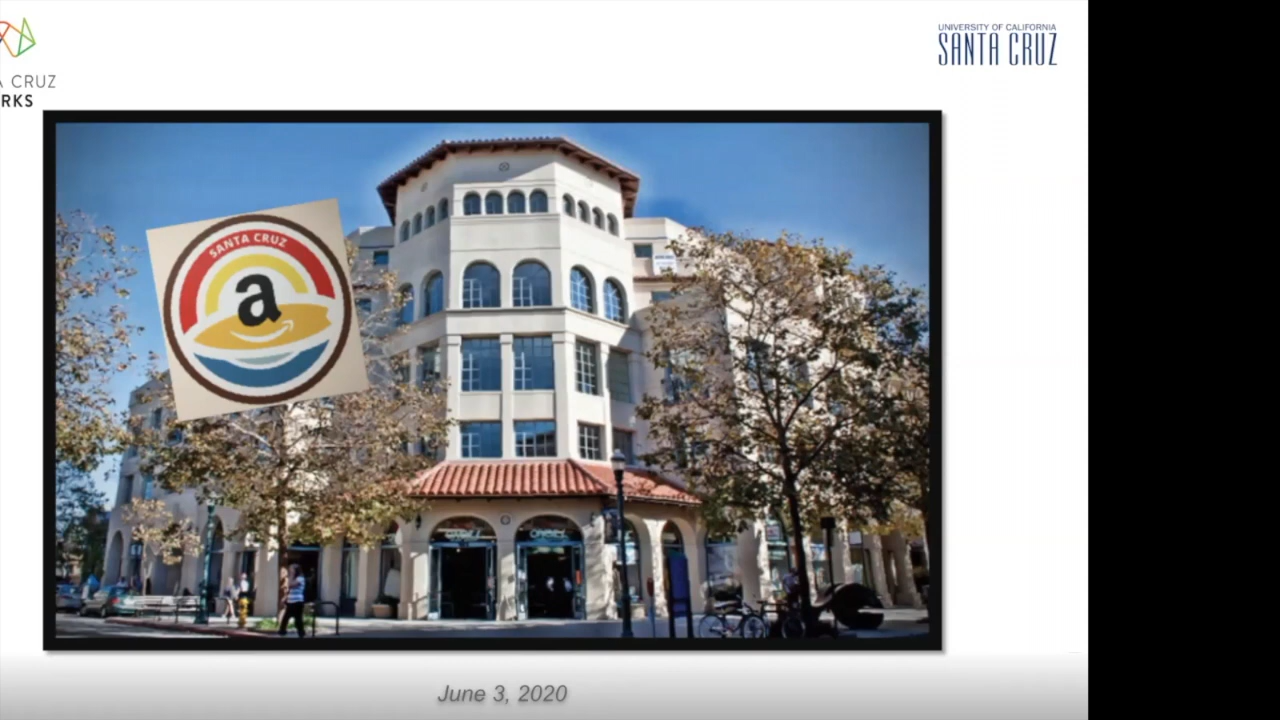 A CRUZ
RKS
UNIVERSITY OF CALIFORNIA
SANTA CRUZ
SANTA CRUZ
a
June 3, 2020